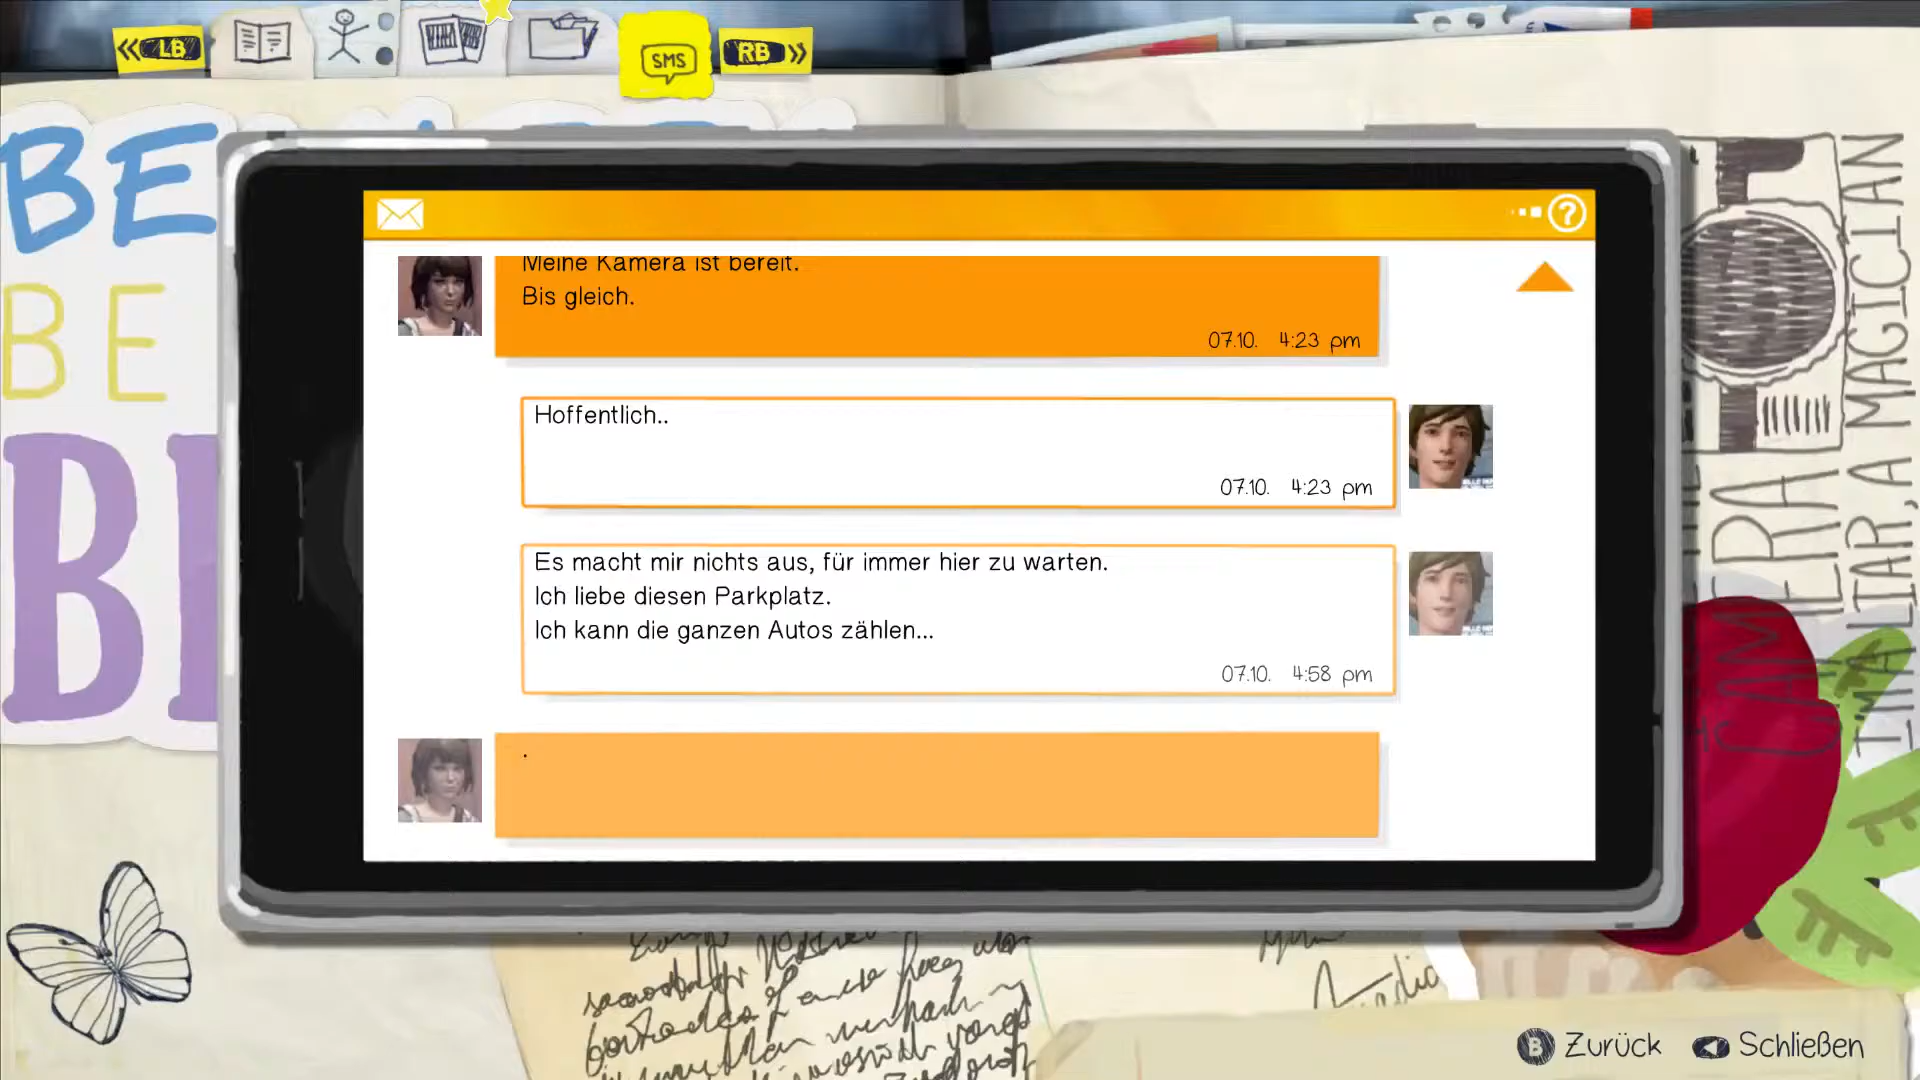 LB
SMS
RB
BE
BE
Meine Kamera ist bereit.
Bis gleich.
07.10. 4:23 pm
Hoffentlich..
07.10. 4:23 pm
Es macht mir nichts aus, für immer hier zu warten.
Ich liebe diesen Parkplatz.
Ich kann die ganzen Autos zählen...
07.10. 4:58 pm
.
LIAR, A MAGICIAN
B Zurück
Schließen